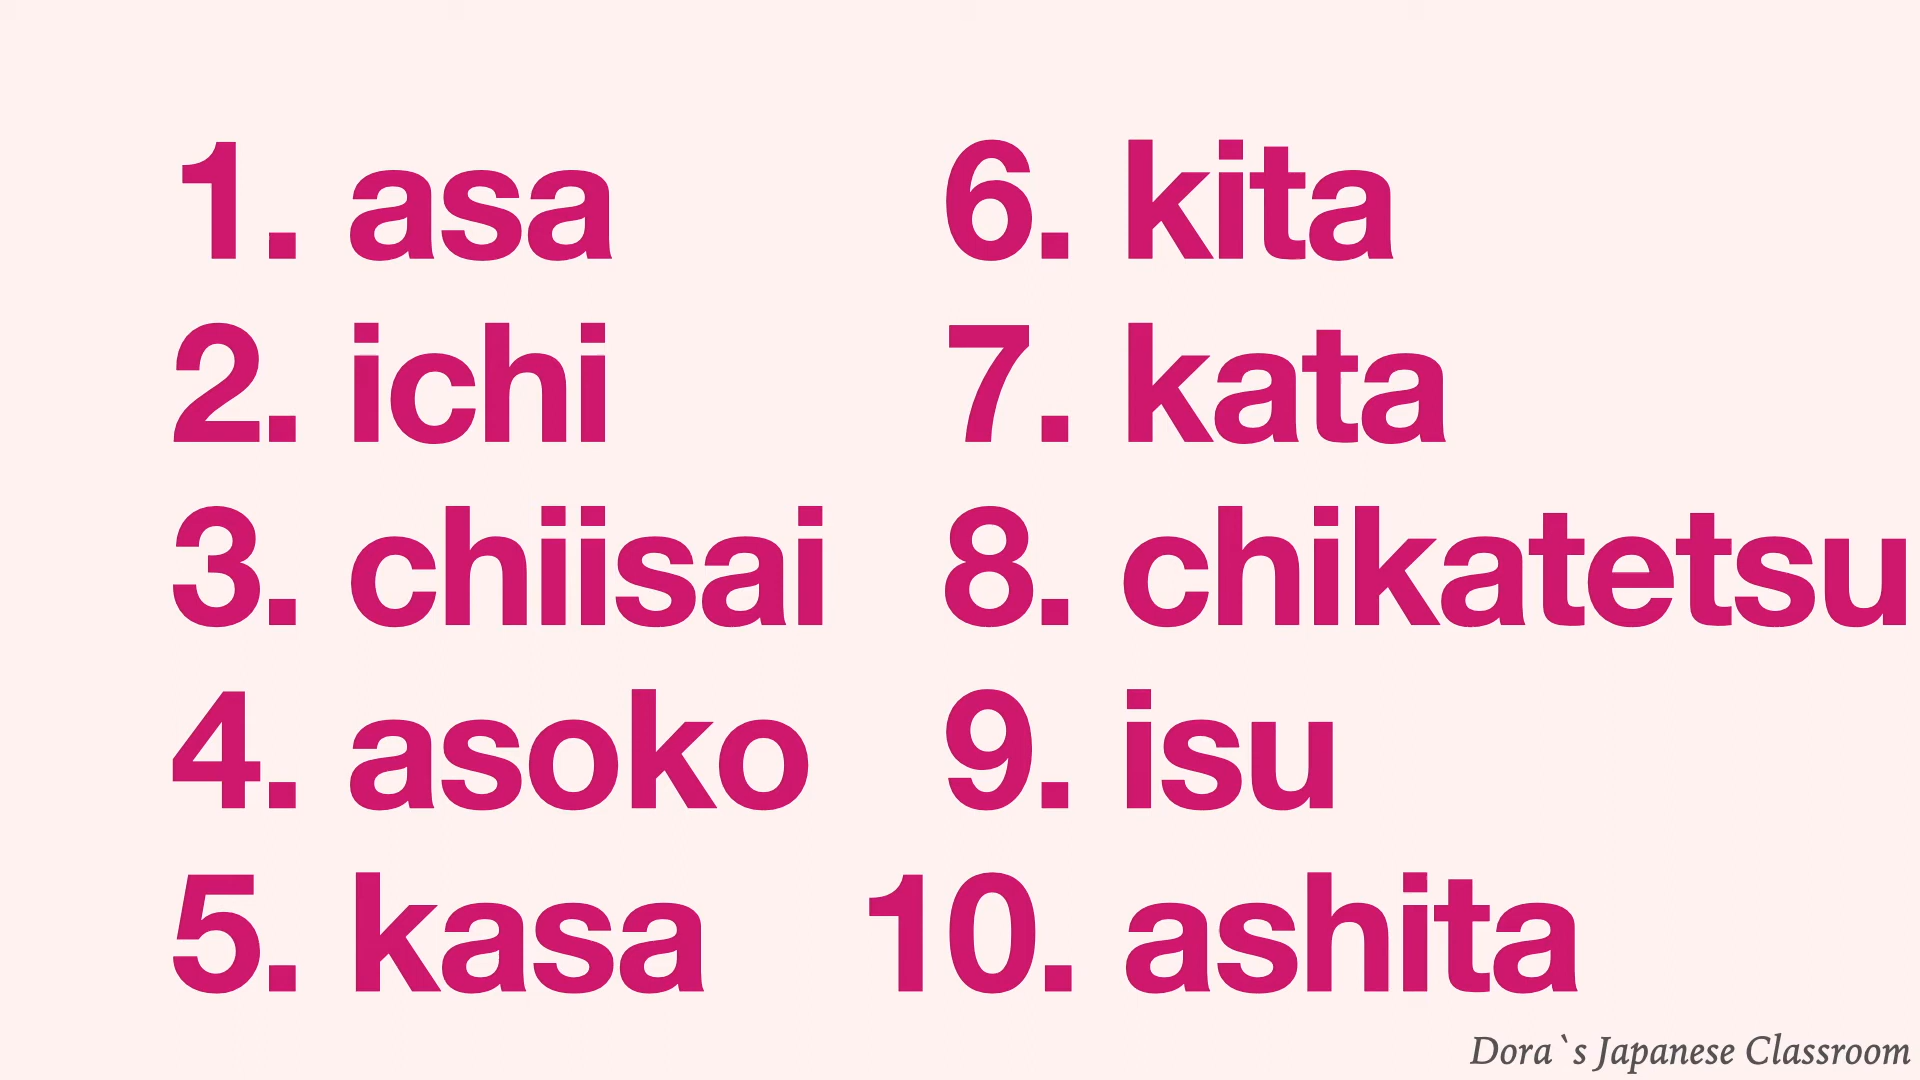 1. asa
2. ichi
3. chiisai
4. asoko
5. kasa
6. kita
7. kata
8. chikatetsu
9. isu
10. ashita
Dora`s Japanese Classroom